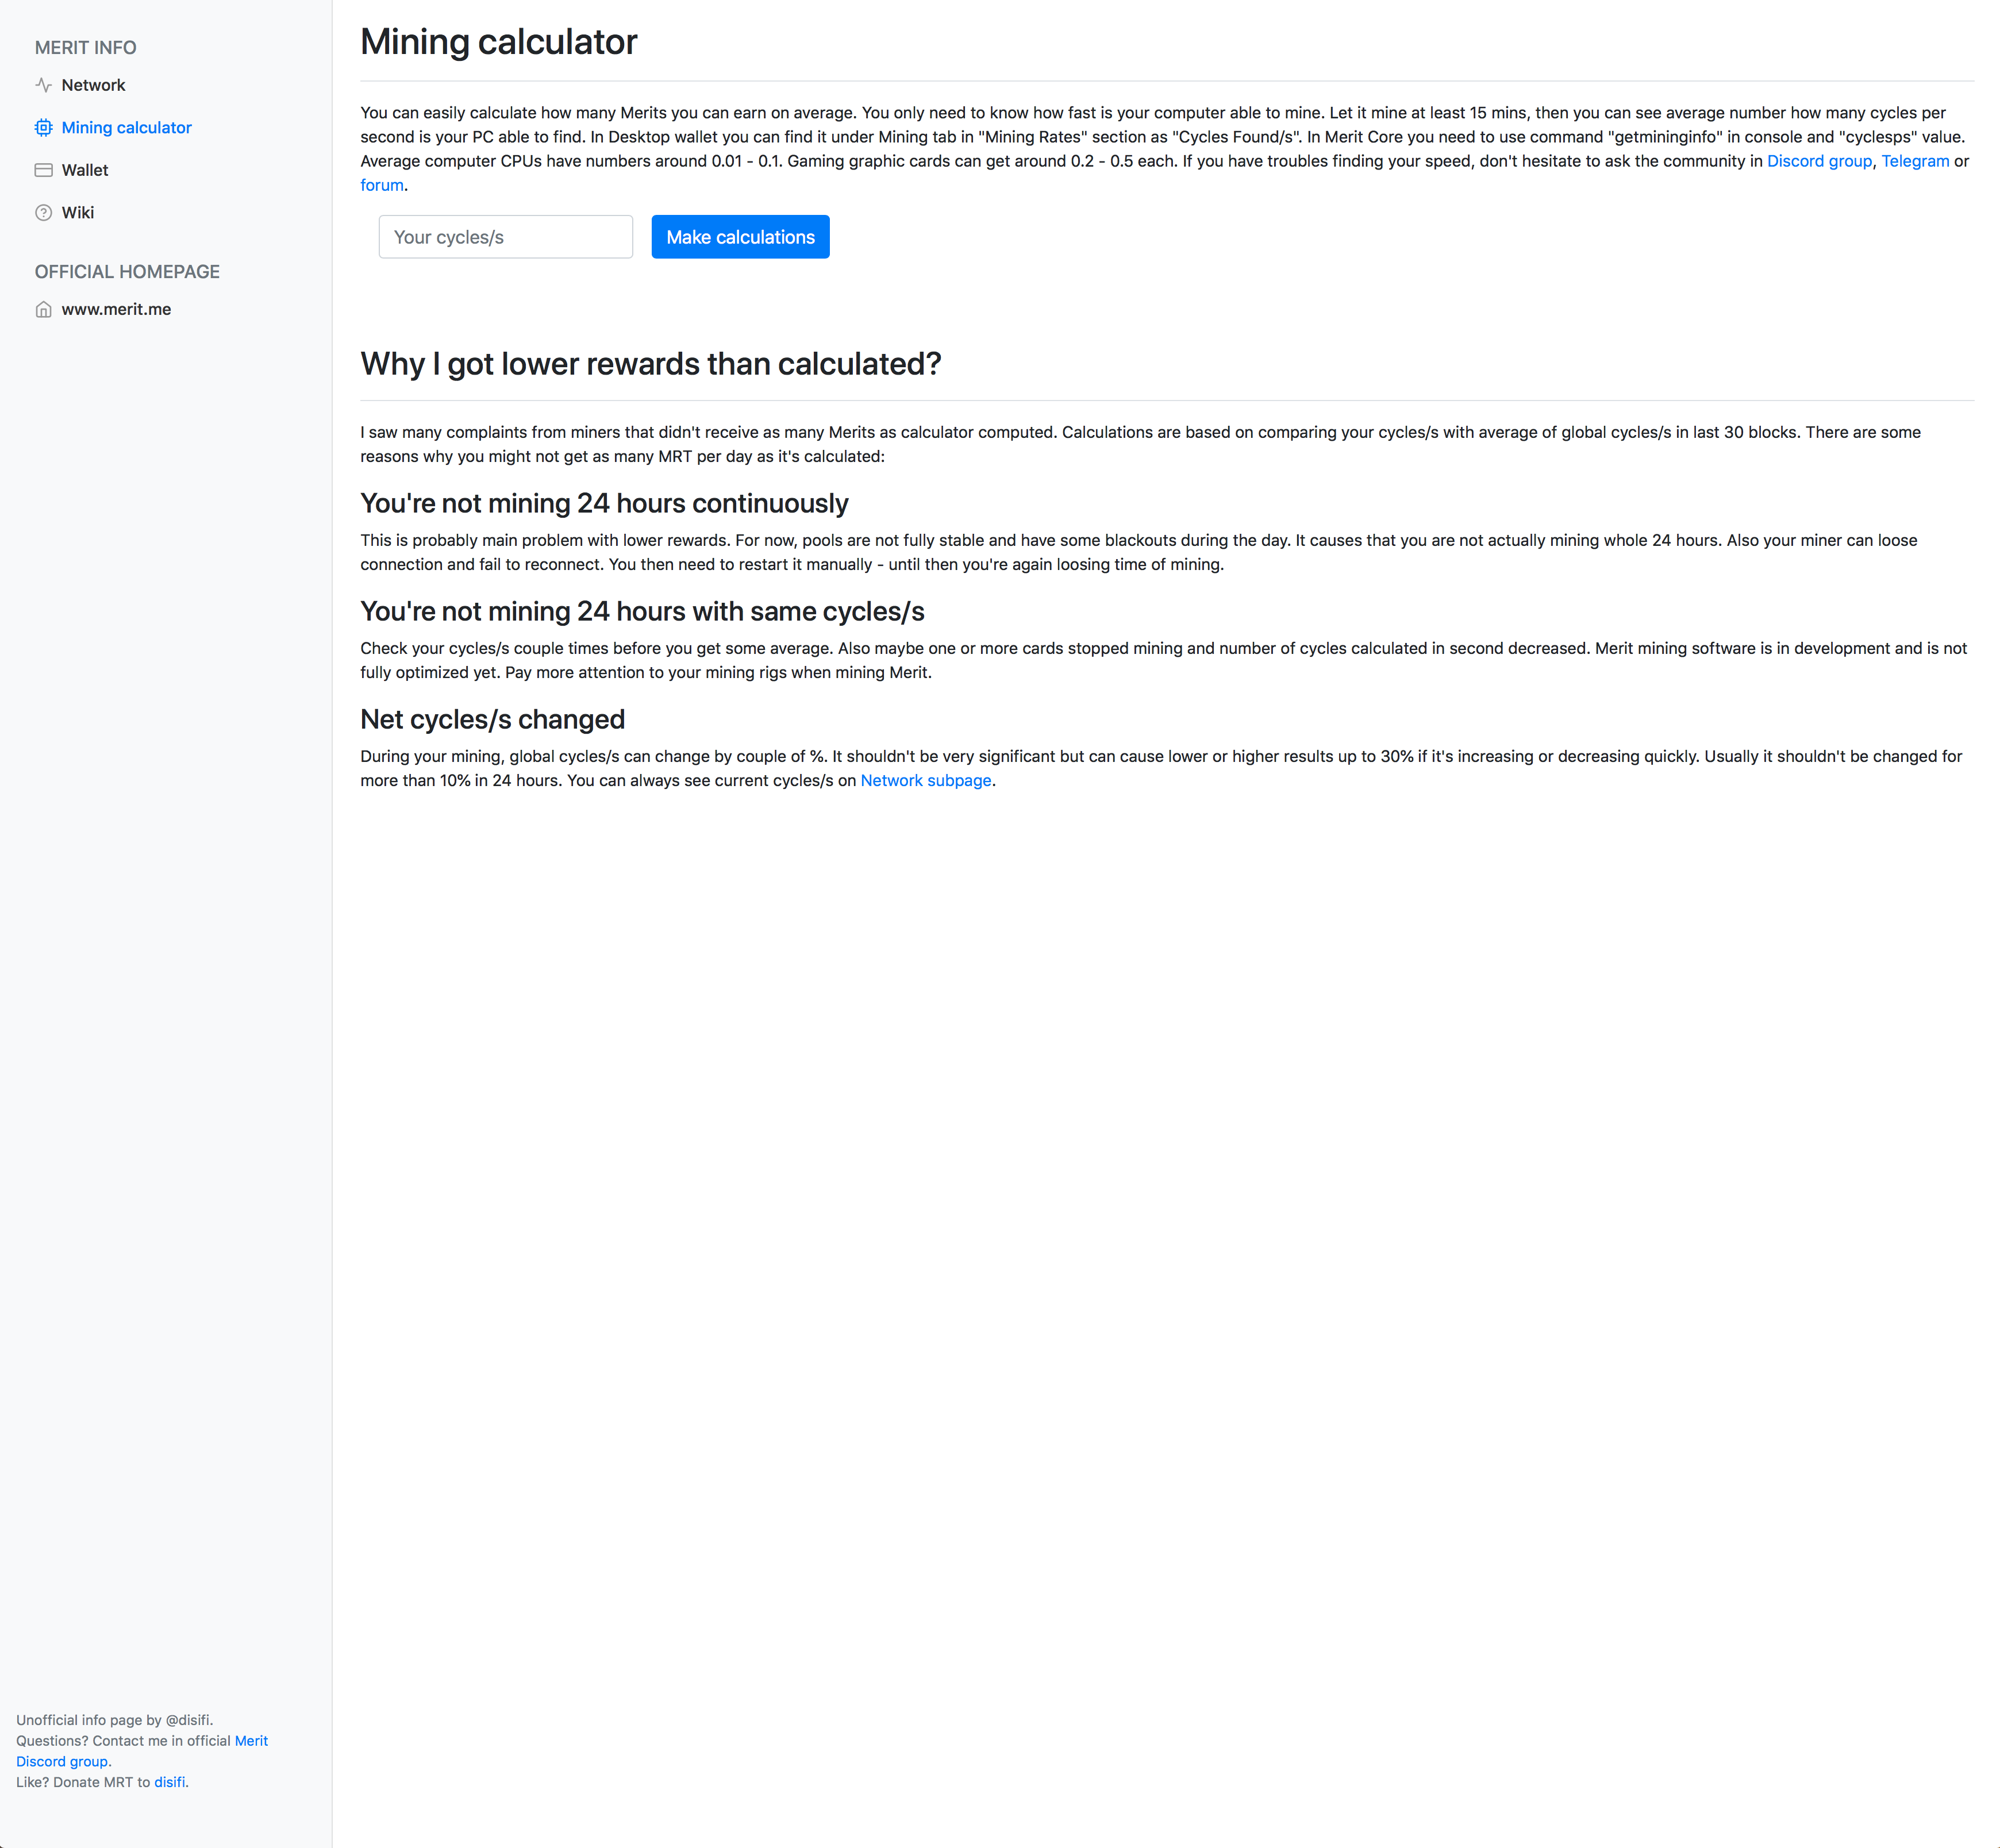 MERIT INFO
Network
Mining calculator
Wallet
Wiki
OFFICIAL HOMEPAGE
www.merit.me
Unofficial info page by @disifi.
Questions? Contact me in official Merit
Discord group.
Like? Donate MRT to disifi.
Mining calculator
You can easily calculate how many Merits you can earn on average. You only need to know how fast is your computer able to mine. Let it mine at least 15 mins, then you can see average number how many cycles per
second is your PC able to find. In Desktop wallet you can find it under Mining tab in "Mining Rates" section as "Cycles Found/s". In Merit Core you need to use command "getmininginfo" in console and "cyclesps" value.
Average computer CPUs have numbers around 0.01 - 0.1. Gaming graphic cards can get around 0.2 - 0.5 each. If you have troubles finding your speed, don't hesitate to ask the community in Discord group, Telegram or
forum.
Your cycles/s
Make calculations
Why I got lower rewards than calculated?
I saw many complaints from miners that didn't receive as many Merits as calculator computed. Calculations are based on comparing your cycles/s with average of global cycles/s in last 30 blocks. There are some
reasons why you might not get as many MRT per day as it's calculated:
You're not mining 24 hours continuously
This is probably main problem with lower rewards. For now, pools are not fully stable and have some blackouts during the day. It causes that you are not actually mining whole 24 hours. Also your miner can loose
connection and fail to reconnect. You then need to restart it manually - until then you're again loosing time of mining.
You're not mining 24 hours with same cycles/s
Check your cycles/s couple times before you get some average. Also maybe one or more cards stopped mining and number of cycles calculated in second decreased. Merit mining software is in development and is not
fully optimized yet. Pay more attention to your mining rigs when mining Merit.
Net cycles/s changed
During your mining, global cycles/s can change by couple of %. It shouldn't be very significant but can cause lower or higher results up to 30% if it's increasing or decreasing quickly. Usually it shouldn't be changed for
more than 10% in 24 hours. You can always see current cycles/s on Network subpage.